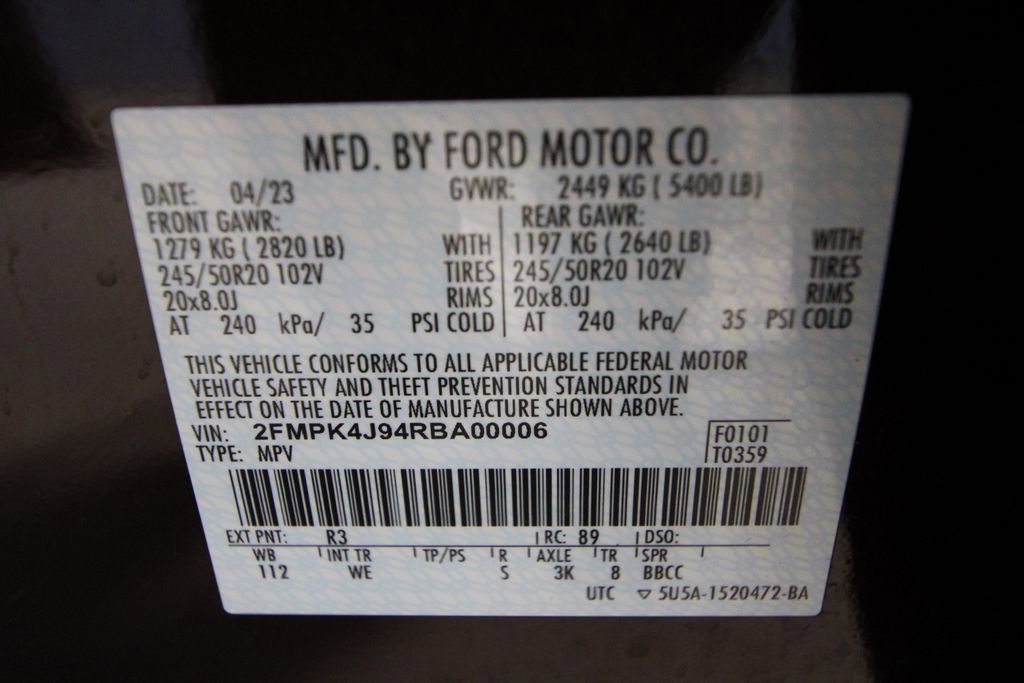 MFD. BY FORD MOTOR CO.
DATE: 04/23 GVWR: 2449 KG ( 5400 LB)
FRONT GAWR: REAR GAWR:
1279 KG ( 2820 LB) WITH 1197 KG ( 2640 LB) WITH
245/50R20 102V TIRES 245/50R20 102V TIRES
20x8.0J RIMS 20x8.0J RIMS
AT 240 kPa/ 35 PSI COLD AT 240 kPa/ 35 PSI COLD
THIS VEHICLE CONFORMS TO ALL APPLICABLE FEDERAL MOTOR
VEHICLE SAFETY AND THEFT PREVENTION STANDARDS IN
EFFECT ON THE DATE OF MANUFACTURE SHOWN ABOVE.
VIN: 2FMPK4J94RBA00006 F0101
TYPE: MPV T0359
EXT PNT: R3 RC: 89 DSO:
WB INT TR TP/PS R AXLE TR SPR
112 WE S 3K 8 BBCC
UTC ▽ 5U5A-1520472-BA